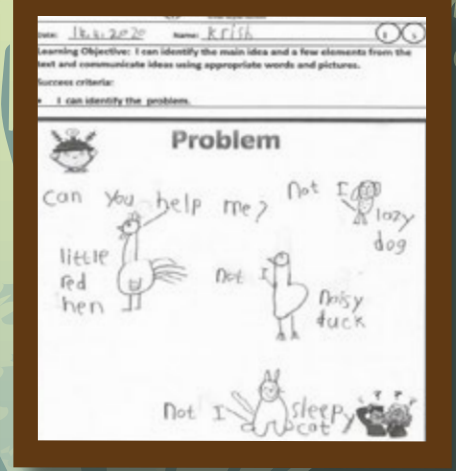 Date: 18.6.2020 Name: Krish
Learning Objective: I can identify the main idea and a few elements from the
text and communicate ideas using appropriate words and pictures.
Success criteria:
• I can identify the problem.
Problem
Can you help me?
Not I
lazy
dog
little
red
hen
Not I
Noisy
duck
Not I
sleepy
cat